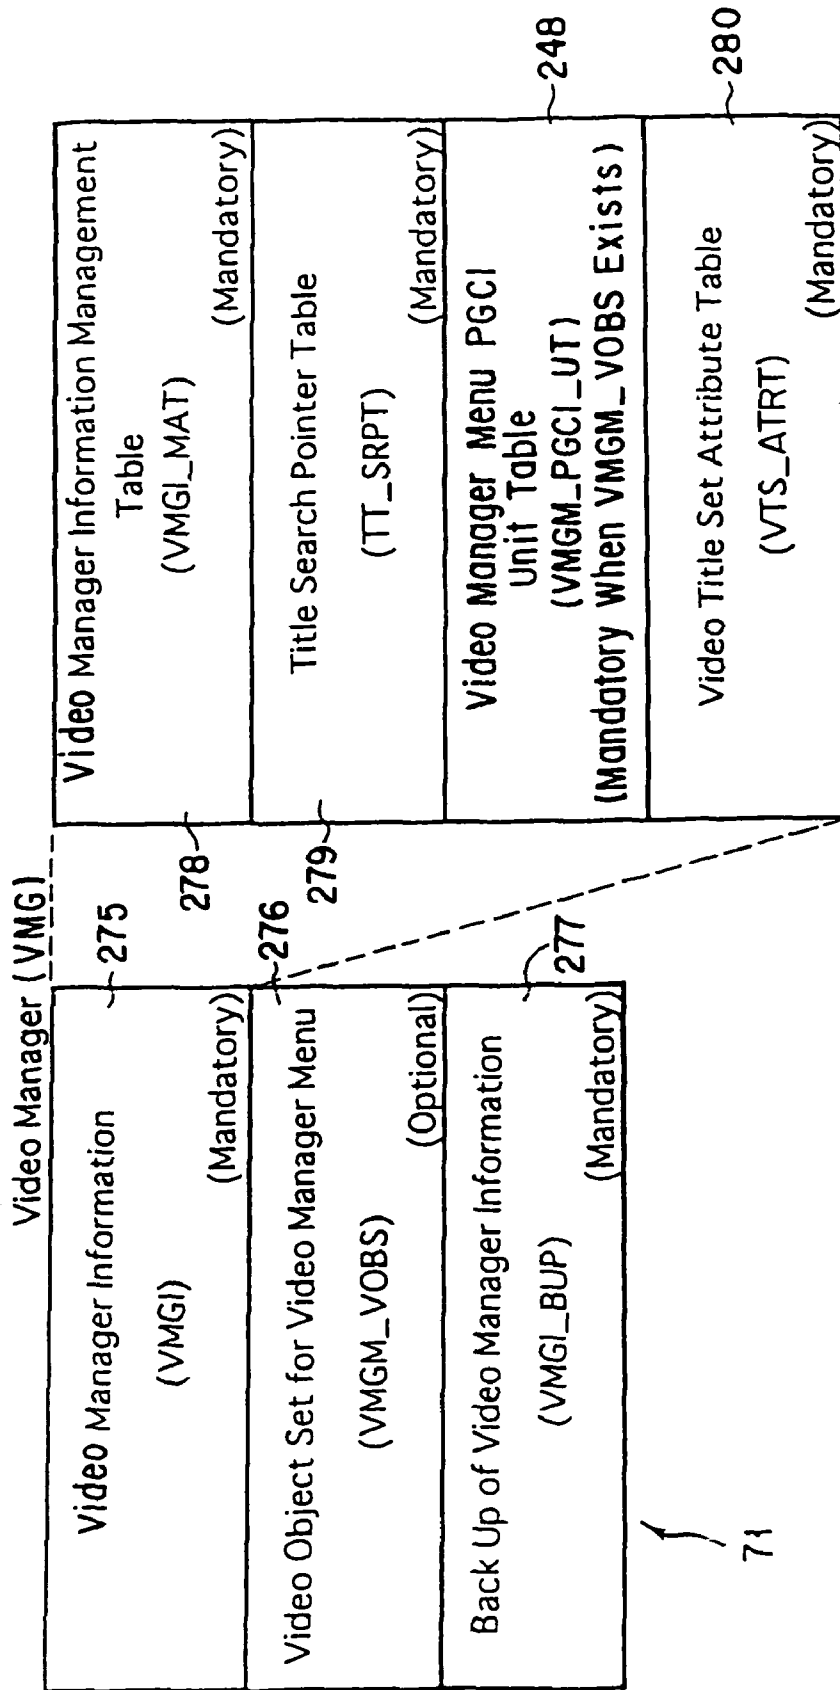 Video Manager (VMG)
Video Manager Information
(VMGI)
(Mandatory)
275
Video Object Set for Video Manager Menu
(VMGM_VOBS)
(Optional)
276
Back Up of Video Manager Information
(VMGI_BUP)
(Mandatory)
277
71
Video Manager Information Management
Table
(VMGI_MAT)
(Mandatory)
278
Title Search Pointer Table
(TT_SRPT)
(Mandatory)
279
Video Manager Menu PGCI
Unit Table
(VMGM_PGCI_UT)
(Mandatory When VMGM_VOBS Exists)
248
Video Title Set Attribute Table
(VTS_ATRT)
(Mandatory)
280